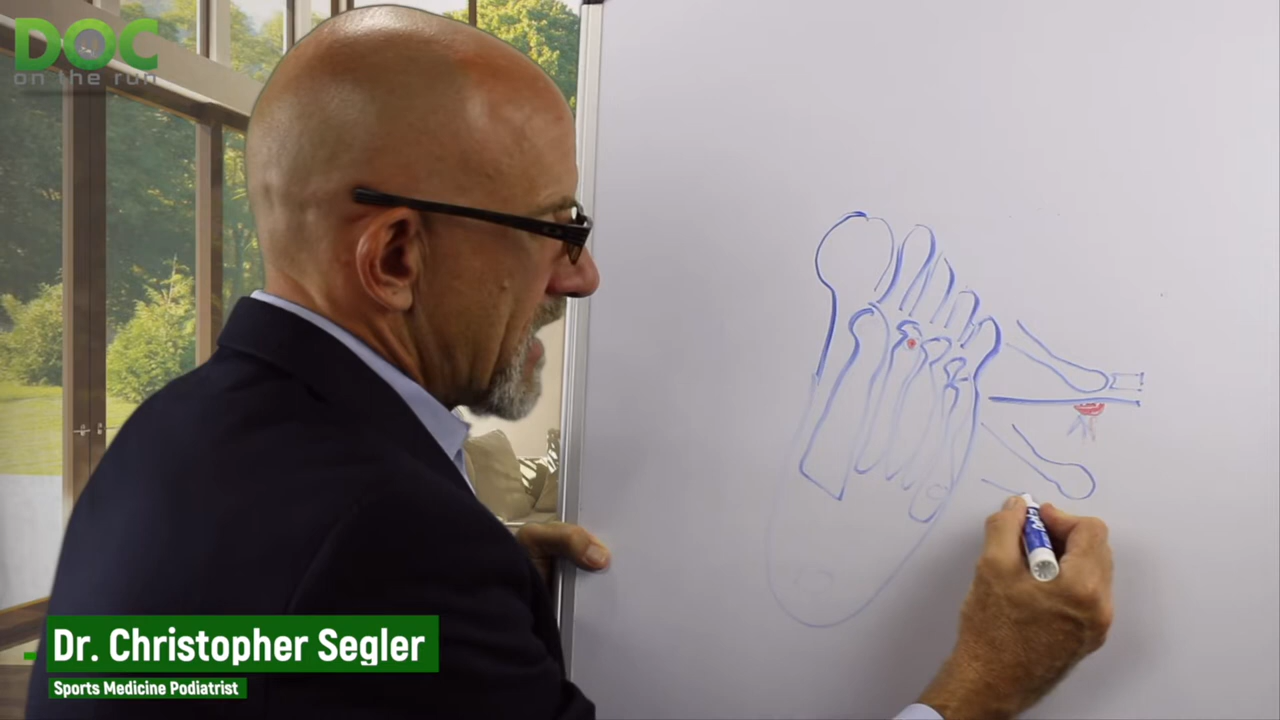 DOC
on the run
Dr. Christopher Segler
Sports Medicine Podiatrist